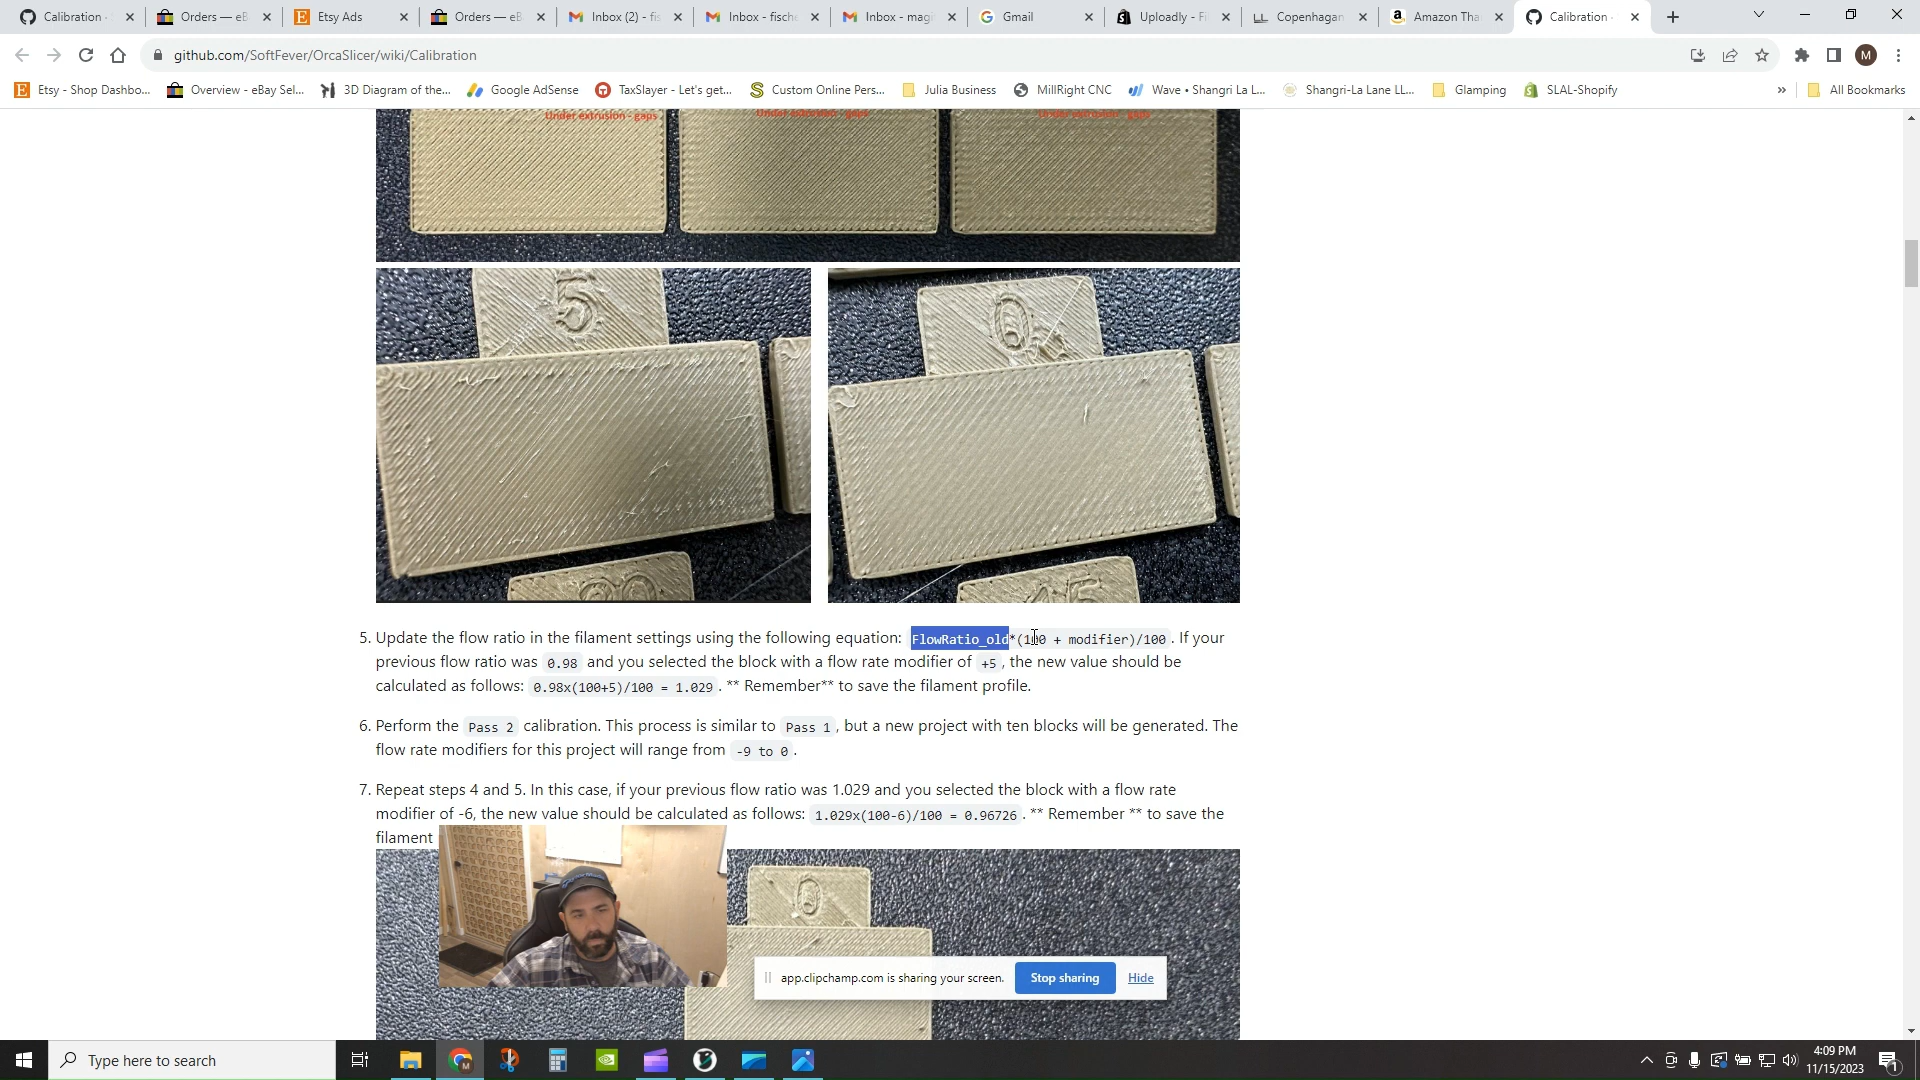 Calibration
Orders — eB
Etsy Ads
Orders — eB
Inbox (2) - fis
Inbox - fisch
Inbox - mag
Gmail
Uploadly - Fi
Copenhagan
Amazon Tha
Calibration
github.com/SoftFever/OrcaSlicer/wiki/Calibration
M
Etsy - Shop Dashbo...
Overview - eBay Sel...
3D Diagram of the...
Google AdSense
TaxSlayer - Let's get...
Custom Online Pers...
Julia Business
MillRight CNC
Wave • Shangri La L...
Shangri-La Lane LL...
Glamping
SLAL-Shopify
»
All Bookmarks
Under extrusion - gaps
Under extrusion - gaps
Under extrusion - gaps
5
0
5. Update the flow ratio in the filament settings using the following equation: FlowRatio_old*(100 + modifier)/100. If your
previous flow ratio was 0.98 and you selected the block with a flow rate modifier of +5, the new value should be
calculated as follows: 0.98x(100+5)/100 = 1.029. ** Remember** to save the filament profile.
6. Perform the Pass 2 calibration. This process is similar to Pass 1, but a new project with ten blocks will be generated. The
flow rate modifiers for this project will range from -9 to 0.
7. Repeat steps 4 and 5. In this case, if your previous flow ratio was 1.029 and you selected the block with a flow rate
modifier of -6, the new value should be calculated as follows: 1.029x(100-6)/100 = 0.96726. ** Remember ** to save the
filament
0
app.clipchamp.com is sharing your screen.
Stop sharing
Hide
Type here to search
4:09 PM
11/15/2023
1